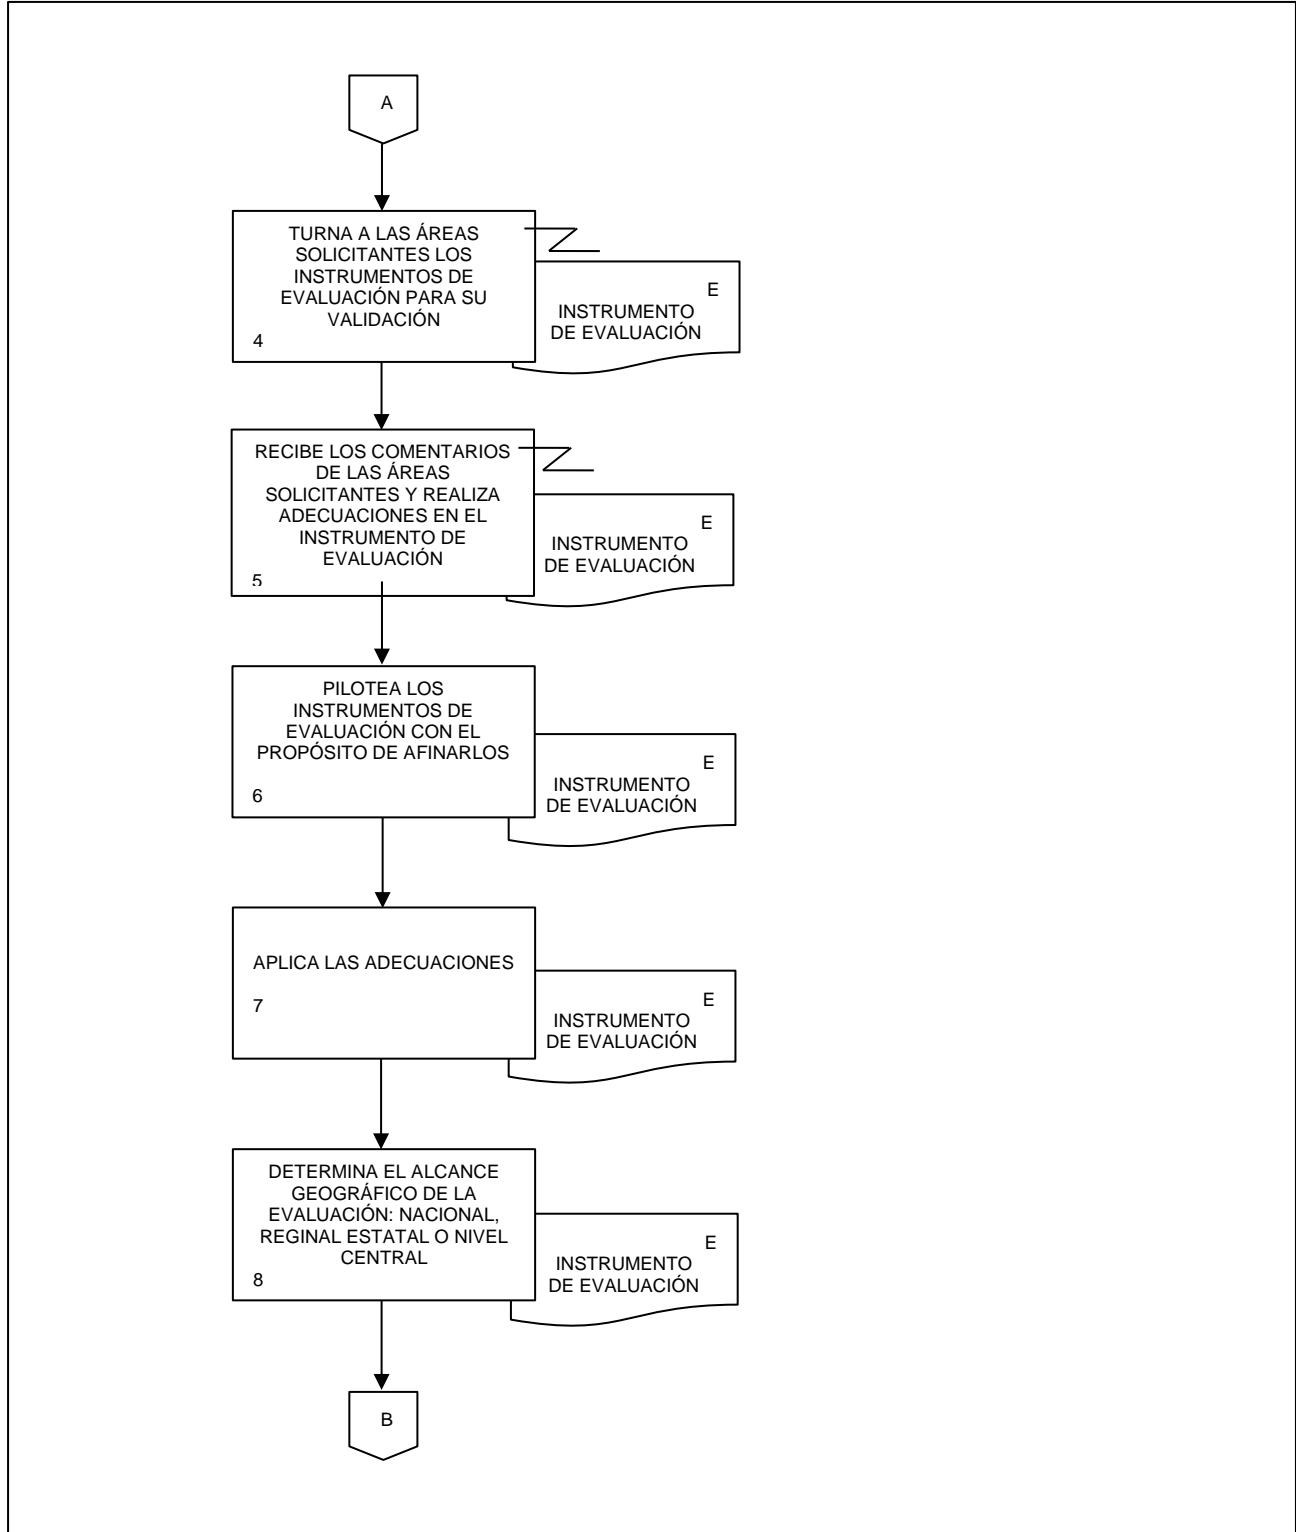 A
TURNA A LAS ÁREAS
SOLICITANTES LOS
INSTRUMENTOS DE
EVALUACIÓN PARA SU
VALIDACIÓN
4
E
INSTRUMENTO
DE EVALUACIÓN
RECIBE LOS COMENTARIOS
DE LAS ÁREAS
SOLICITANTES Y REALIZA
ADECUACIONES EN EL
INSTRUMENTO DE
EVALUACIÓN
5
E
INSTRUMENTO
DE EVALUACIÓN
PILOTEA LOS
INSTRUMENTOS DE
EVALUACIÓN CON EL
PROPÓSITO DE AFINARLOS
6
E
INSTRUMENTO
DE EVALUACIÓN
APLICA LAS ADECUACIONES
7
E
INSTRUMENTO
DE EVALUACIÓN
DETERMINA EL ALCANCE
GEOGRÁFICO DE LA
EVALUACIÓN: NACIONAL,
REGINAL ESTATAL O NIVEL
CENTRAL
8
E
INSTRUMENTO
DE EVALUACIÓN
B